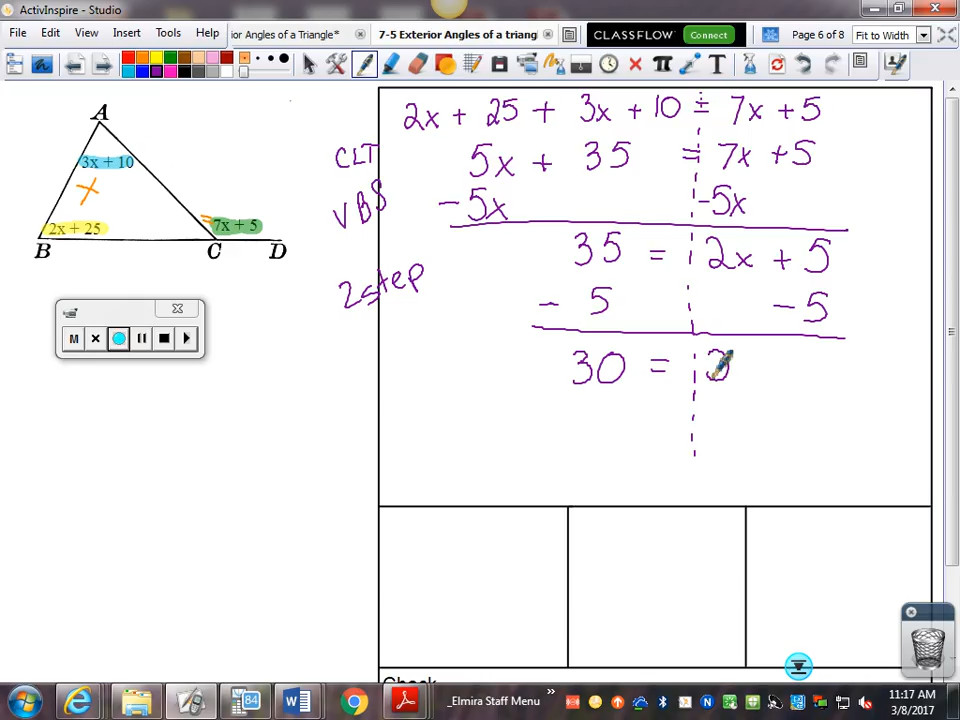 ActivInspire - Studio
File Edit View Insert Tools Help
ior Angles of a Triangle*
7-5 Exterior Angles of a triang
CLASSFLOW Connect
Page 6 of 8
Fit to Width
A
3x + 10
2x + 25
7x + 5
B
C
D
M
2x + 25 + 3x + 10 = 7x + 5
CLT 5x + 35 = 7x + 5
VBS - 5x -5x
35 = 2x + 5
2step - 5 - 5
30 =
Check
84
_Elmira Staff Menu
11:17 AM
3/8/2017